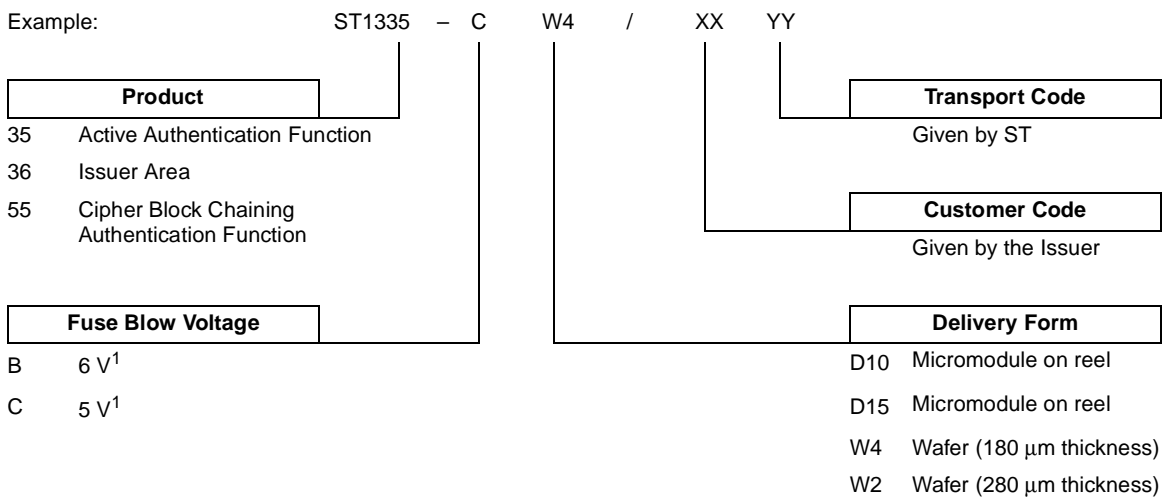 Example: ST1335 – C W4 / XX YY
Product
35 Active Authentication Function
36 Issuer Area
55 Cipher Block Chaining
Authentication Function
Fuse Blow Voltage
B 6 V1
C 5 V1
Transport Code
Given by ST
Customer Code
Given by the Issuer
Delivery Form
D10 Micromodule on reel
D15 Micromodule on reel
W4 Wafer (180 μm thickness)
W2 Wafer (280 μm thickness)